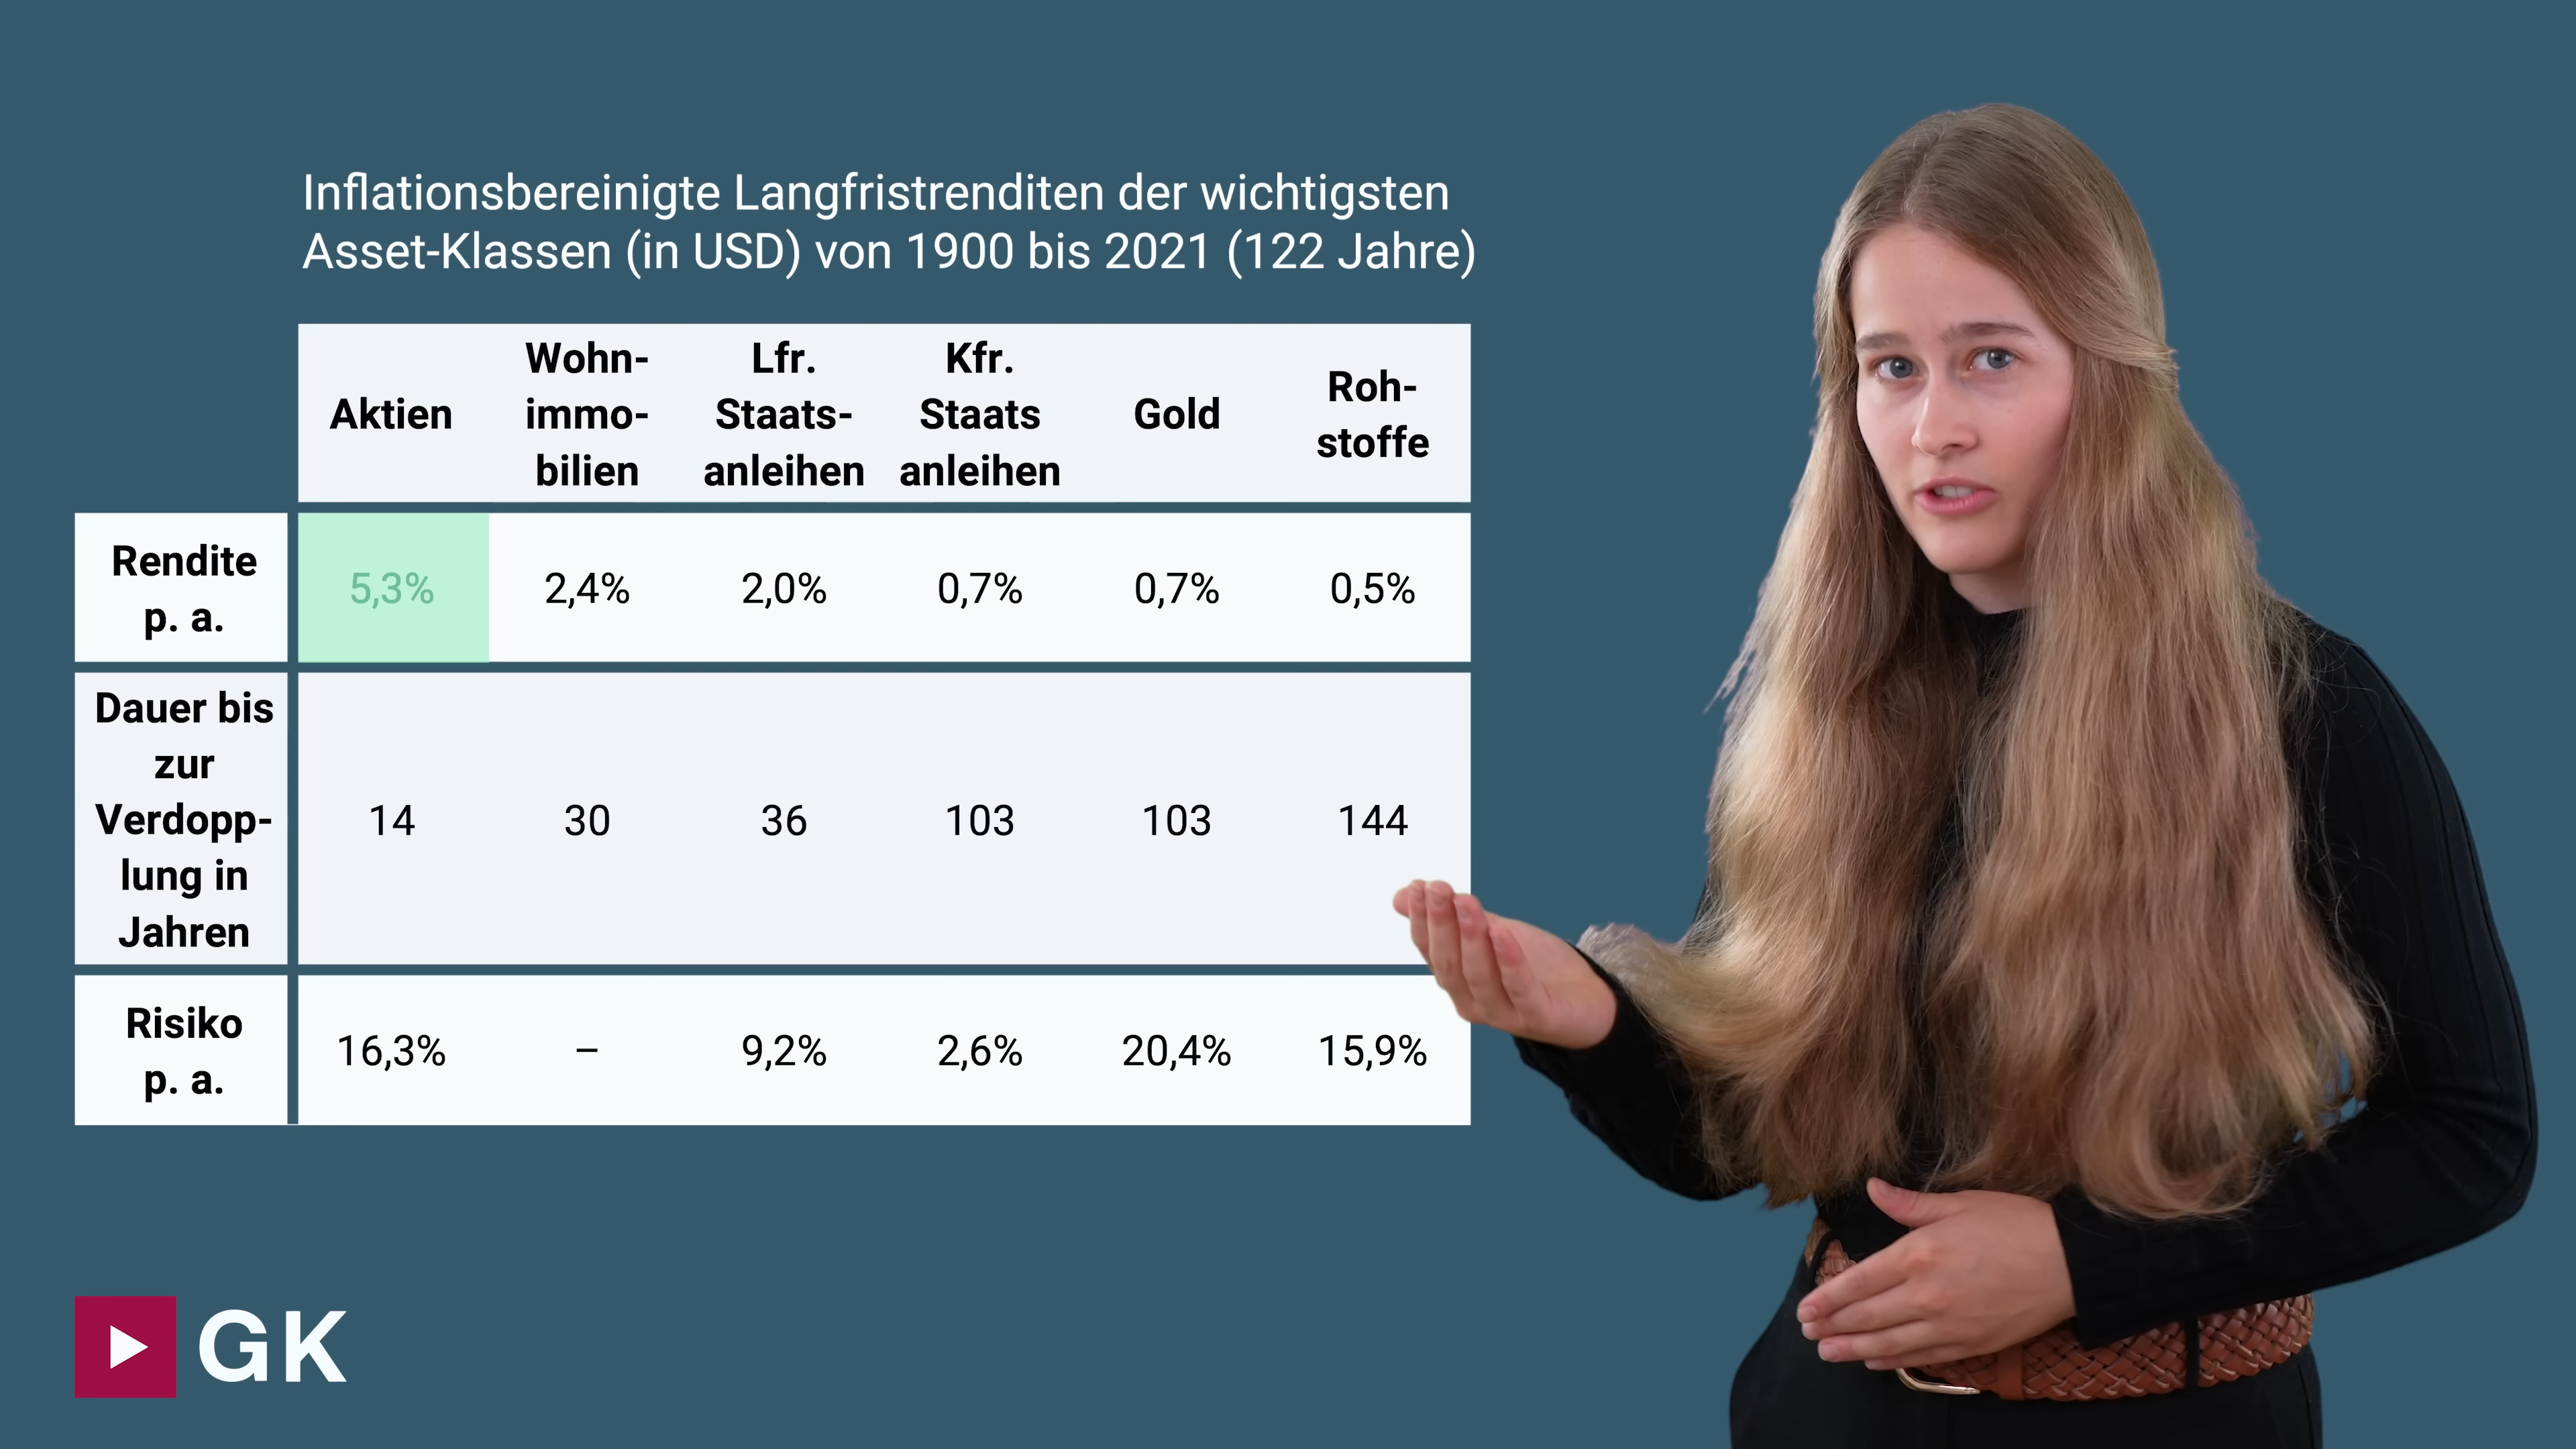 Inflationsbereinigte Langfristrenditen der wichtigsten
Asset-Klassen (in USD) von 1900 bis 2021 (122 Jahre)
Aktien
Wohn-
immo-
bilien
Lfr.
Staats-
anleihen
Kfr.
Staats
anleihen
Gold
Roh-
stoffe
Rendite
p. a.
5,3%
2,4%
2,0%
0,7%
0,7%
0,5%
Dauer bis
zur
Verdopp-
lung in
Jahren
14
30
36
103
103
144
Risiko
p. a.
16,3%
–
9,2%
2,6%
20,4%
15,9%
GK